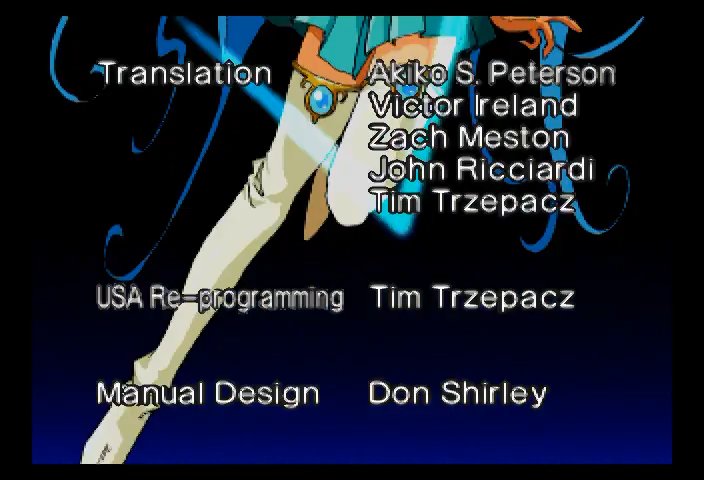 Translation Akiko S. Peterson
Victor Ireland
Zach Meston
John Ricciardi
Tim Trzepacz
USA Re-programming Tim Trzepacz
Manual Design Don Shirley